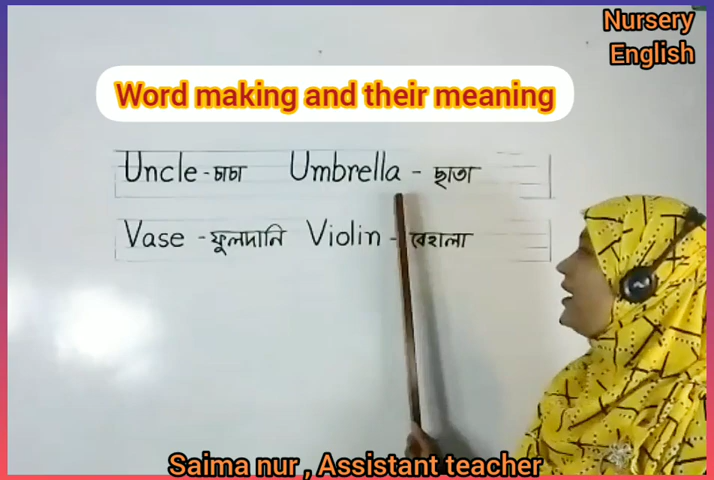 Nursery
English
Word making and their meaning
Uncle - চাচা Umbrella - ছাতা
Vase - ফুলদানি Violin - বেহালা
Saima nur , Assistant teacher